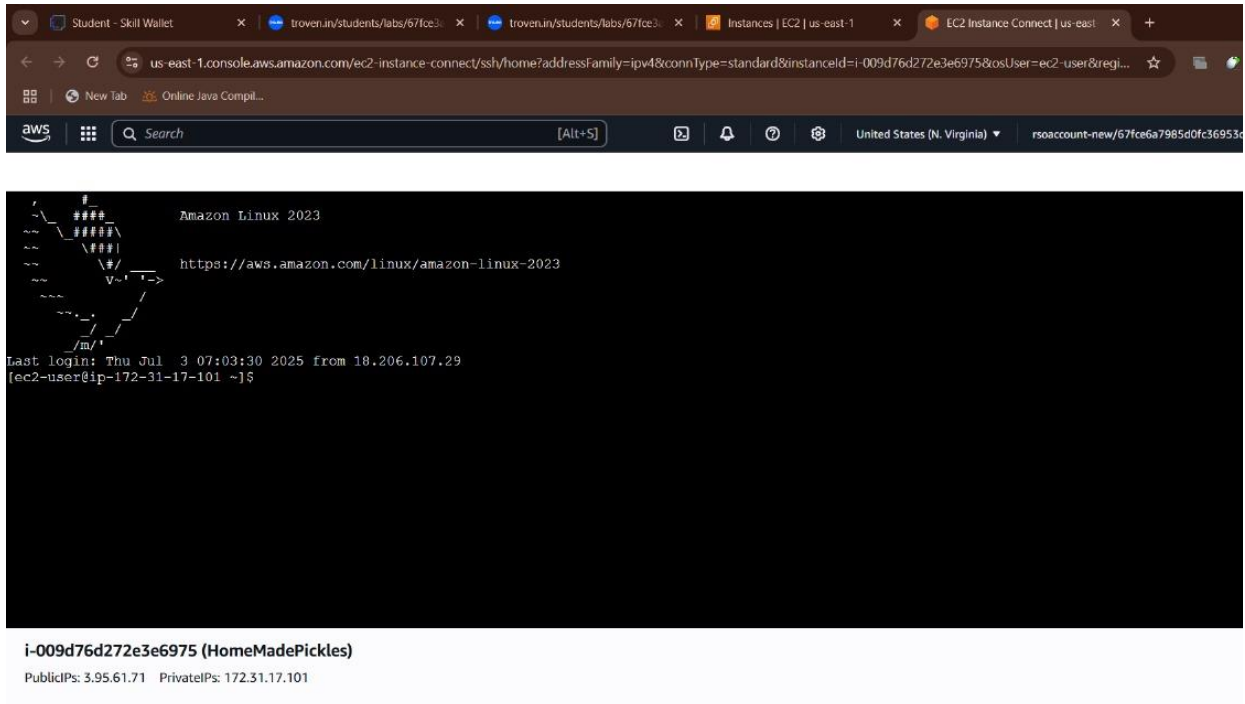 Student - Skill Wallet
troven.in/students/labs/67fce3
troven.in/students/labs/67fce3
Instances | EC2 | us-east-1
EC2 Instance Connect | us-east
us-east-1.console.aws.amazon.com/ec2-instance-connect/ssh/home?addressFamily=ipv4&connType=standard&instanceId=i-009d76d272e3e6975&osUser=ec2-user&regi...
New Tab
Online Java Compil...
aws
Search
[Alt+S]
United States (N. Virginia)
rsoaccount-new/67fce6a7985d0fc36953c
Amazon Linux 2023
https://aws.amazon.com/linux/amazon-linux-2023
Last login: Thu Jul  3 07:03:30 2025 from 18.206.107.29
[ec2-user@ip-172-31-17-101 ~]$
i-009d76d272e3e6975 (HomeMadePickles)
PublicIPs: 3.95.61.71 PrivateIPs: 172.31.17.101